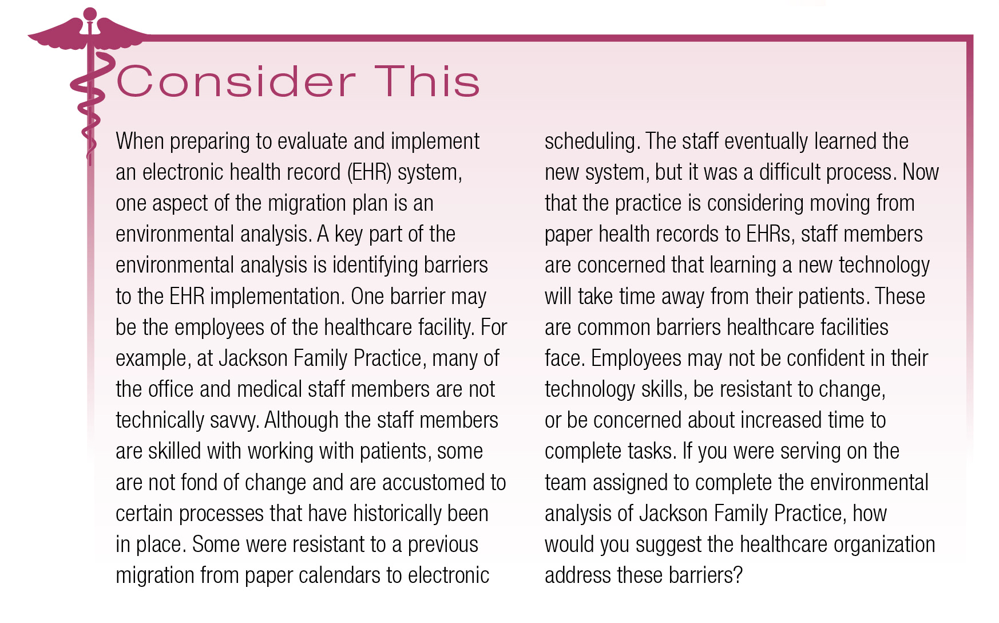 Consider This
When preparing to evaluate and implement
an electronic health record (EHR) system,
one aspect of the migration plan is an
environmental analysis. A key part of the
environmental analysis is identifying barriers
to the EHR implementation. One barrier may
be the employees of the healthcare facility. For
example, at Jackson Family Practice, many of
the office and medical staff members are not
technically savvy. Although the staff members
are skilled with working with patients, some
are not fond of change and are accustomed to
certain processes that have historically been
in place. Some were resistant to a previous
migration from paper calendars to electronic
scheduling. The staff eventually learned the
new system, but it was a difficult process. Now
that the practice is considering moving from
paper health records to EHRs, staff members
are concerned that learning a new technology
will take time away from their patients. These
are common barriers healthcare facilities
face. Employees may not be confident in their
technology skills, be resistant to change,
or be concerned about increased time to
complete tasks. If you were serving on the
team assigned to complete the environmental
analysis of Jackson Family Practice, how
would you suggest the healthcare organization
address these barriers?